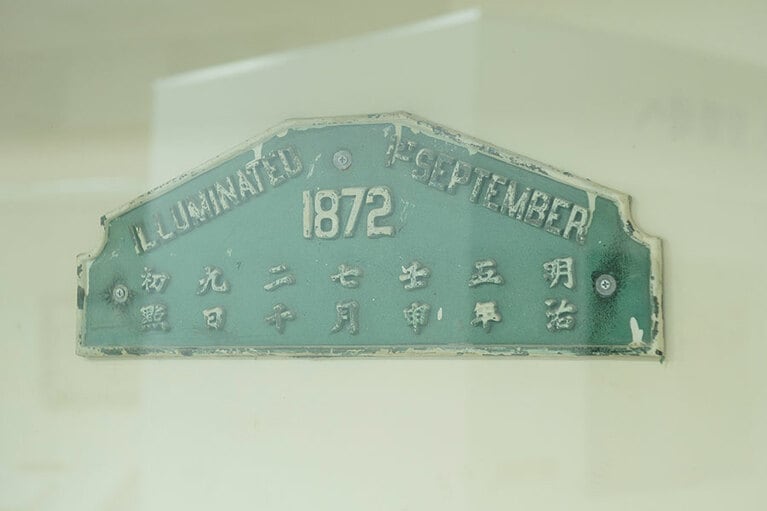 ILLUMINATED 1ST SEPTEMBER
1872
明治
五年
壬申
七月
二十
九日
初點